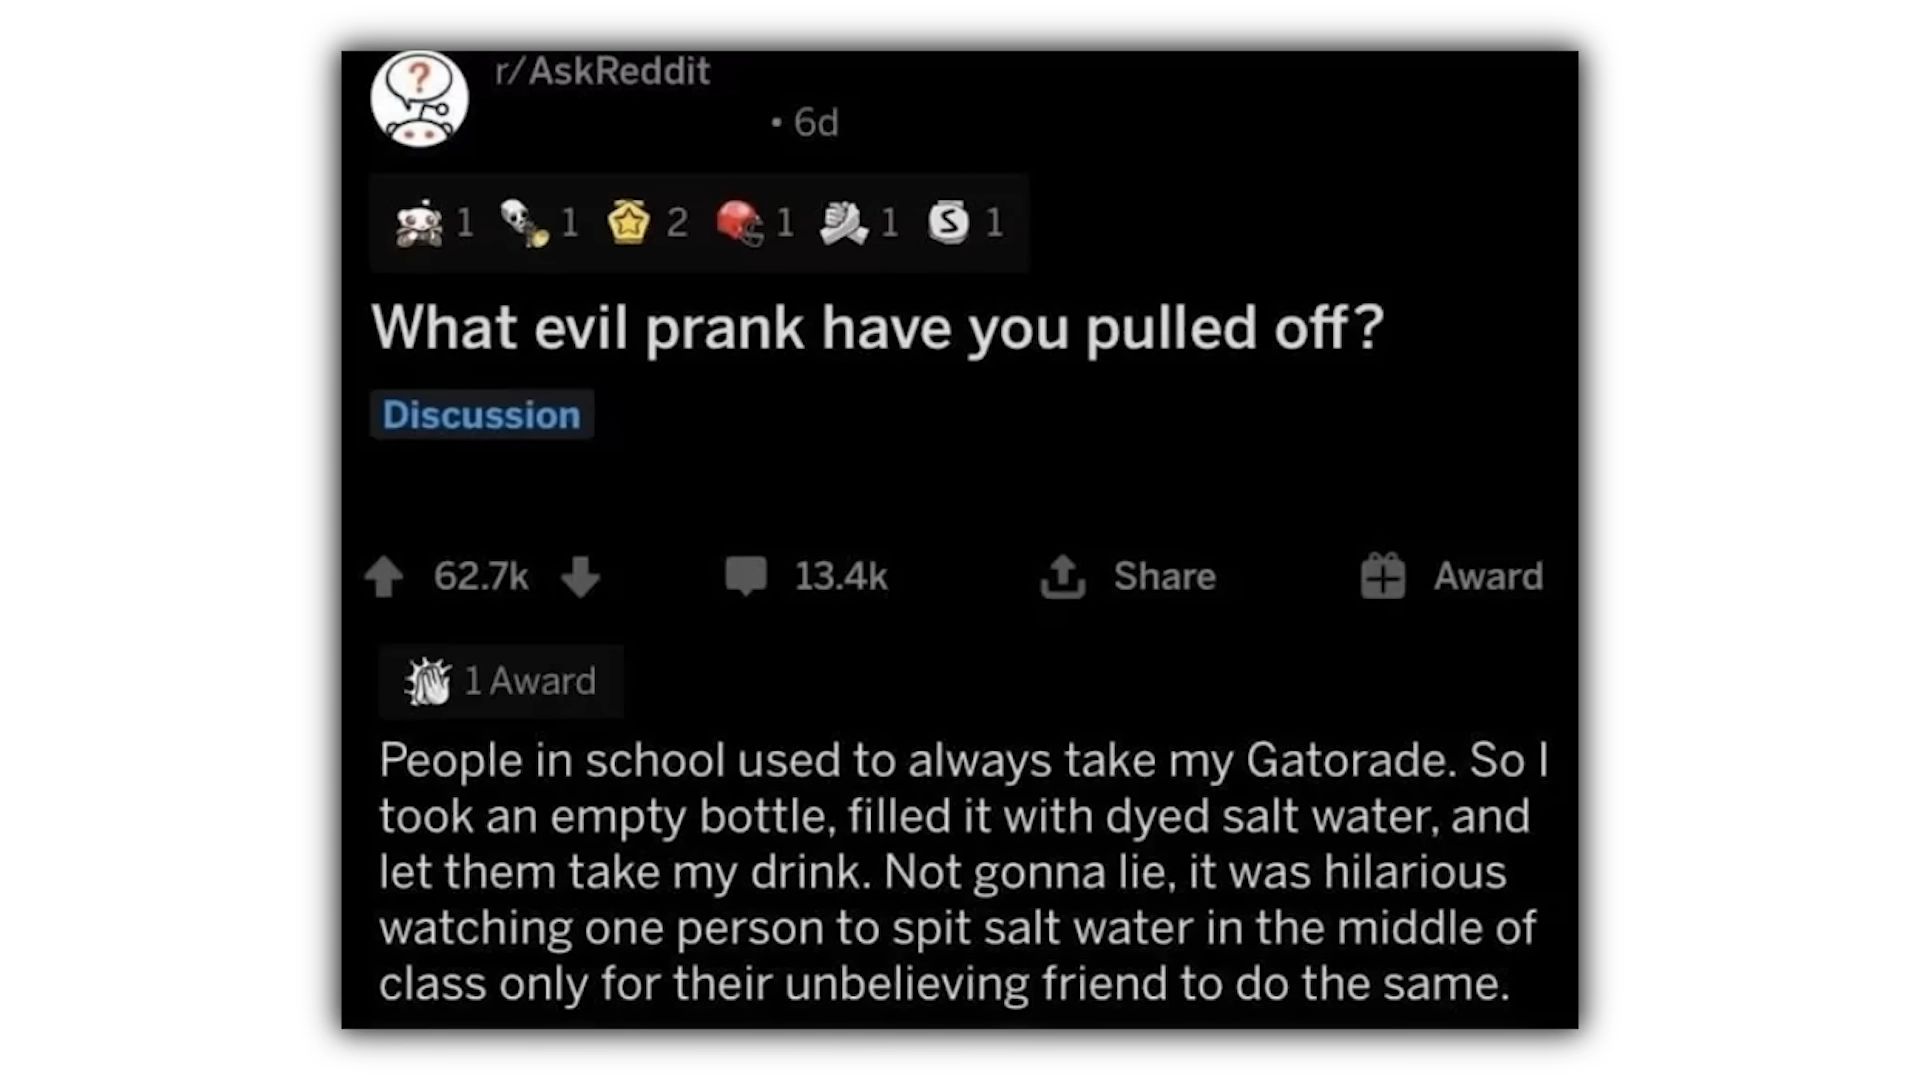 r/AskReddit
• 6d
1 1 2 1 1 S 1
What evil prank have you pulled off?
Discussion
62.7k 13.4k Share Award
1 Award
People in school used to always take my Gatorade. So I
took an empty bottle, filled it with dyed salt water, and
let them take my drink. Not gonna lie, it was hilarious
watching one person to spit salt water in the middle of
class only for their unbelieving friend to do the same.